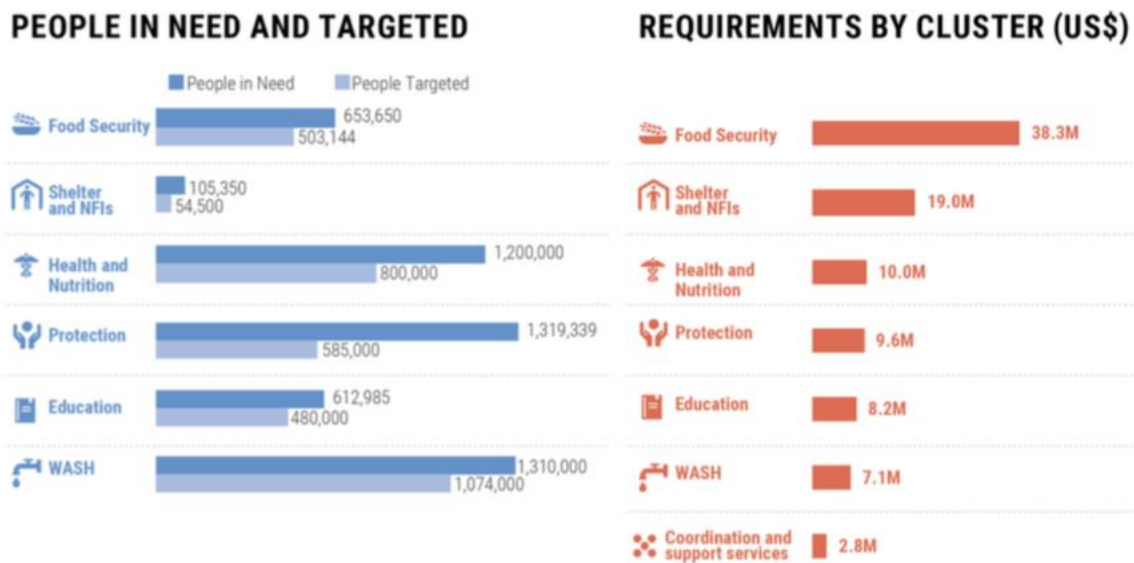 PEOPLE IN NEED AND TARGETED
People in Need
People Targeted
Food Security
653,650
503,144
Shelter
and NFIs
105,350
54,500
Health and
Nutrition
1,200,000
800,000
Protection
1,319,339
585,000
Education
612,985
480,000
WASH
1,310,000
1,074,000
REQUIREMENTS BY CLUSTER (US$)
Food Security
38.3M
Shelter
and NFIs
19.0M
Health and
Nutrition
10.0M
Protection
9.6M
Education
8.2M
WASH
7.1M
Coordination and
support services
2.8M